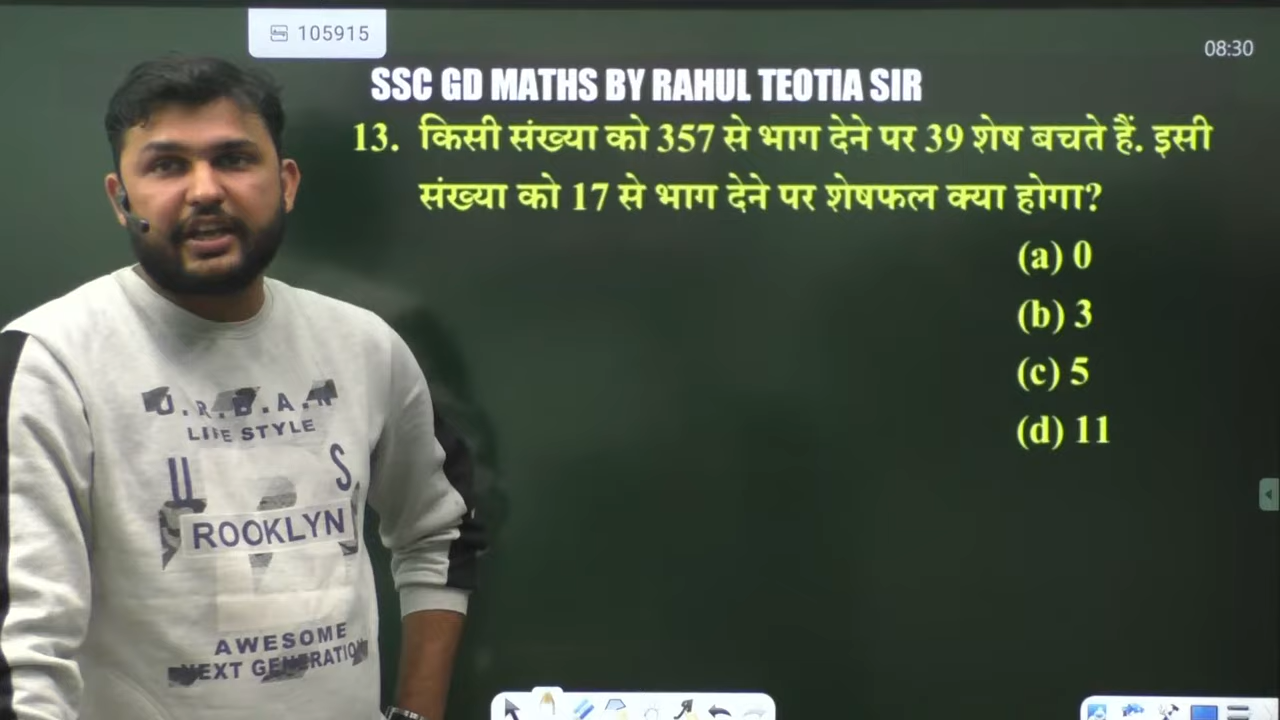 105915
08:30
SSC GD MATHS BY RAHUL TEOTIA SIR
13. किसी संख्या को 357 से भाग देने पर 39 शेष बचते हैं. इसी
संख्या को 17 से भाग देने पर शेषफल क्या होगा?
(a) 0
(b) 3
(c) 5
(d) 11
U.R.B.A.N
LIFE STYLE
U S
ROOKLYN
AWESOME
NEXT GENERATION